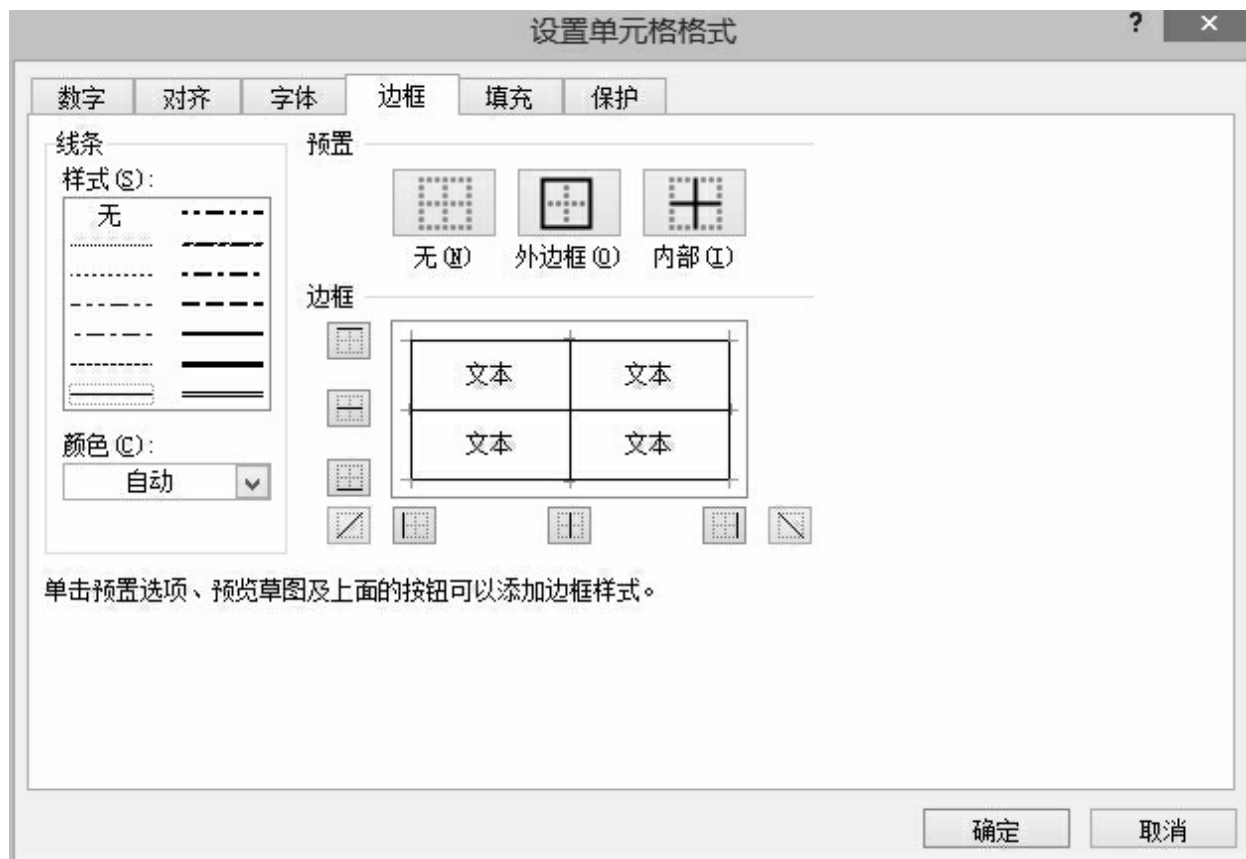 设置单元格格式
? ×
数字 对齐 字体 边框 填充 保护
线条
样式(S):
无
颜色(C):
自动
预置
无(N) 外边框(O) 内部(I)
边框
文本 文本
文本 文本
单击预置选项、预览草图及上面的按钮可以添加边框样式。
确定 取消